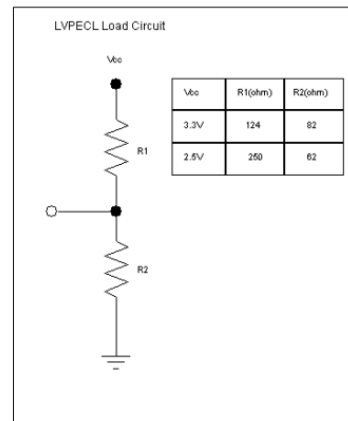 LVPECL Load Circuit
Vcc
Vcc R1(ohm) R2(ohm)
3.3V 124 82
2.5V 250 62
R1
R2